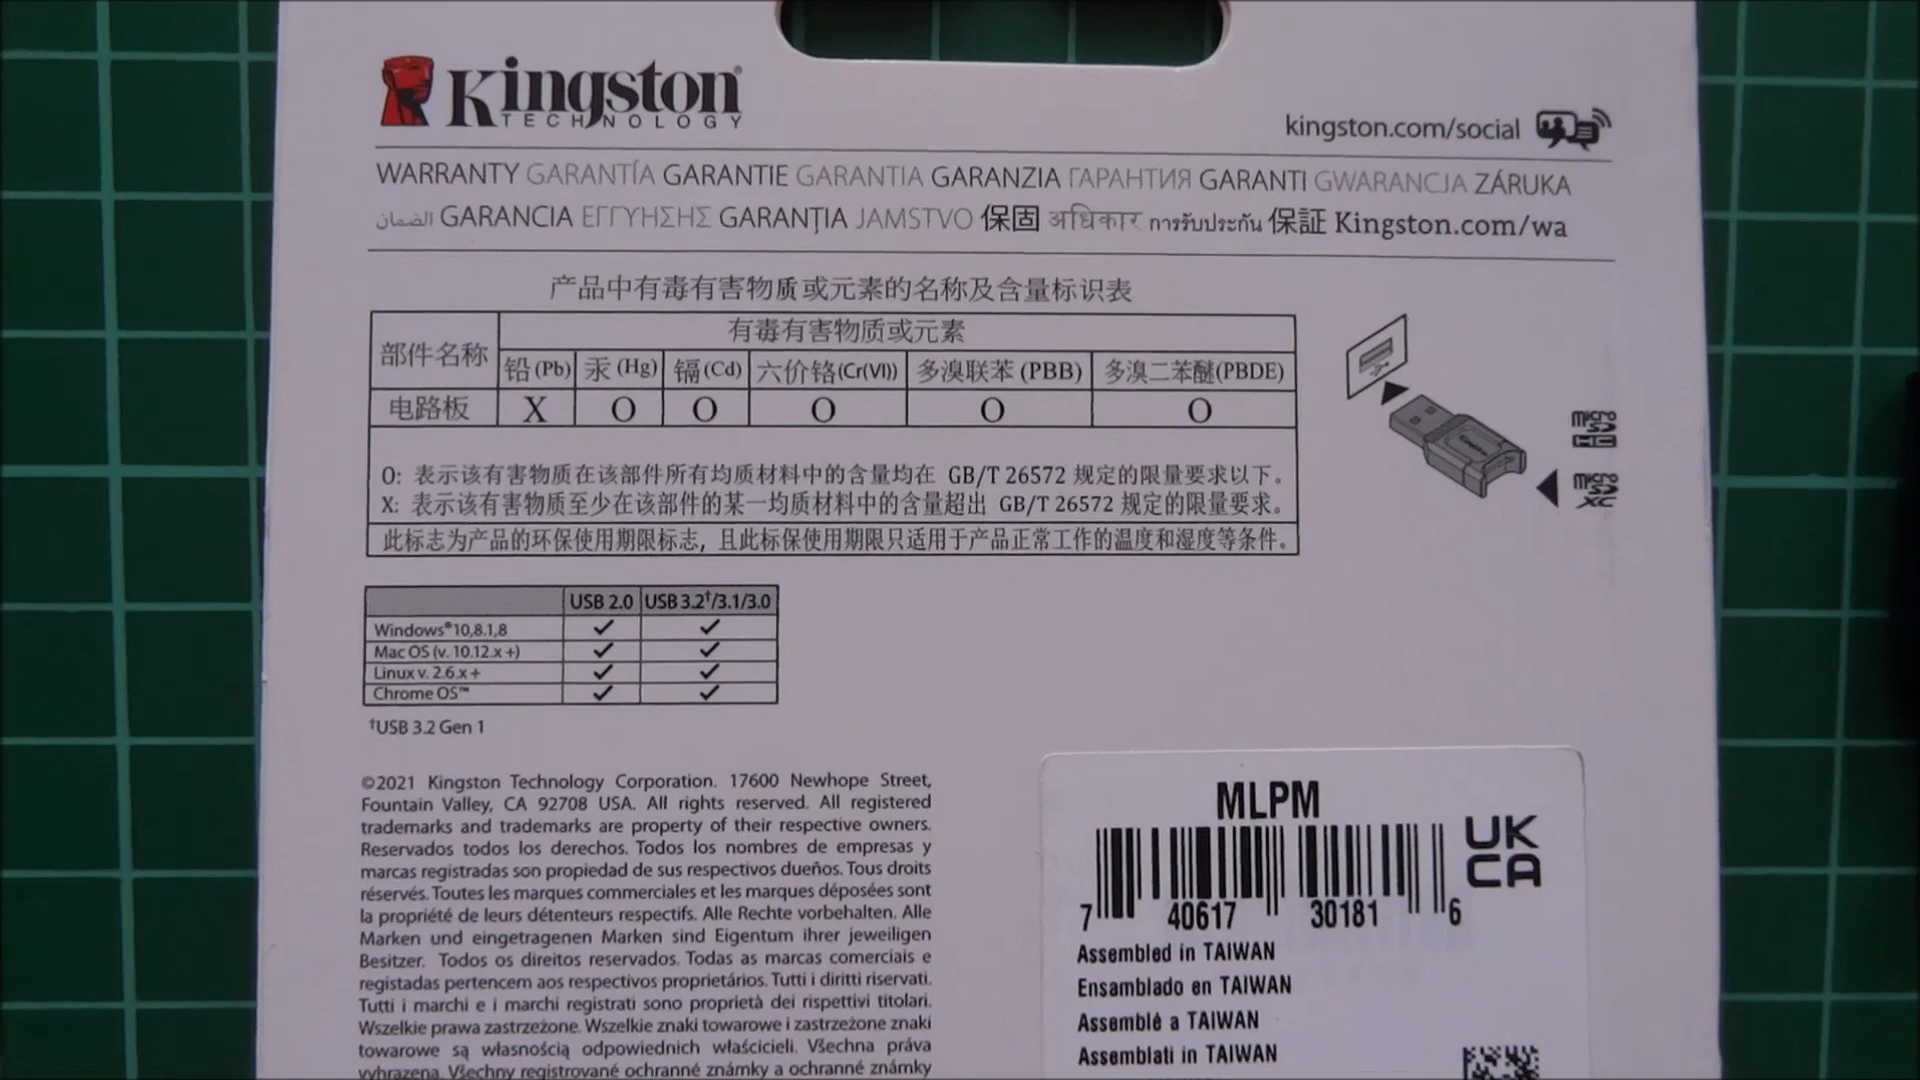 Kingston®
TECHNOLOGY
kingston.com/social
WARRANTY GARANTÍA GARANTIE GARANTIA GARANZIA ГАРАНТИЯ GARANTI GWARANCJA ZÁRUKA
الضمان GARANCIA ΕΓΓΥΗΣΗΣ GARANȚIA JAMSTVO 保固 अधिकार การรับประกัน 保証 Kingston.com/wa
产品中有毒有害物质或元素的名称及含量标识表
部件名称 有毒有害物质或元素
铅(Pb) 汞(Hg) 镉(Cd) 六价铬(Cr(VI)) 多溴联苯(PBB) 多溴二苯醚(PBDE)
电路板 X O O O O O
O: 表示该有害物质在该部件所有均质材料中的含量均在 GB/T 26572 规定的限量要求以下。
X: 表示该有害物质至少在该部件的某一均质材料中的含量超出 GB/T 26572 规定的限量要求。
此标志为产品的环保使用期限标志, 且此标保使用期限只适用于产品正常工作的温度和湿度等条件。
micro SD HC
micro SD XC
USB 2.0 USB 3.2†/3.1/3.0
Windows®10,8.1,8 ✓ ✓
Mac OS (v. 10.12.x +) ✓ ✓
Linux v. 2.6.x + ✓ ✓
Chrome OS™ ✓ ✓
†USB 3.2 Gen 1
©2021 Kingston Technology Corporation. 17600 Newhope Street,
Fountain Valley, CA 92708 USA. All rights reserved. All registered
trademarks and trademarks are property of their respective owners.
Reservados todos los derechos. Todos los nombres de empresas y
marcas registradas son propiedad de sus respectivos dueños. Tous droits
réservés. Toutes les marques commerciales et les marques déposées sont
la propriété de leurs détenteurs respectifs. Alle Rechte vorbehalten. Alle
Marken und eingetragenen Marken sind Eigentum ihrer jeweiligen
Besitzer. Todos os direitos reservados. Todas as marcas comerciais e
registadas pertencem aos respectivos proprietários. Tutti i diritti riservati.
Tutti i marchi e i marchi registrati sono proprietà dei rispettivi titolari.
Wszelkie prawa zastrzeżone. Wszelkie znaki towarowe i zastrzeżone znaki
towarowe są własnością odpowiednich właścicieli. Všechna práva
vyhrazena. Všechny registrované ochranné známky a ochranné známky
MLPM
7 40617 30181 6
UK
CA
Assembled in TAIWAN
Ensamblado en TAIWAN
Assemblé a TAIWAN
Assemblati in TAIWAN